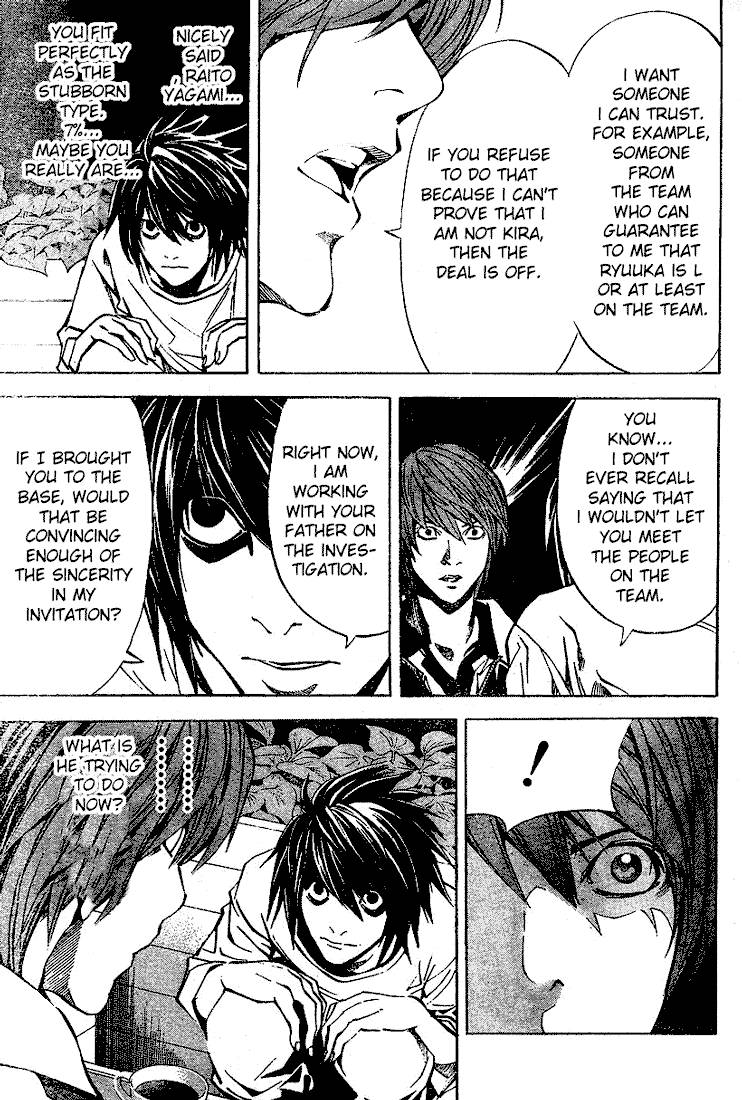 I WANT
SOMEONE
I CAN TRUST.
FOR EXAMPLE,
SOMEONE
FROM
THE TEAM
WHO CAN
GUARANTEE
TO ME THAT
RYUUKA IS L
OR AT LEAST
ON THE TEAM.
IF YOU REFUSE
TO DO THAT
BECAUSE I CAN'T
PROVE THAT I
AM NOT KIRA,
THEN THE
DEAL IS OFF.
NICELY
SAID
, RAITO
YAGAMI...
YOU FIT
PERFECTLY
AS THE
STUBBORN
TYPE.
7%...
MAYBE YOU
REALLY ARE...
YOU
KNOW...
I DON'T
EVER RECALL
SAYING THAT
I WOULDN'T LET
YOU MEET
THE PEOPLE
ON THE
TEAM.
RIGHT NOW,
I AM
WORKING
WITH YOUR
FATHER ON
THE INVES-
TIGATION.
IF I BROUGHT
YOU TO THE
BASE, WOULD
THAT BE
CONVINCING
ENOUGH OF
THE SINCERITY
IN MY
INVITATION?
!
WHAT IS
HE TRYING
TO DO
NOW?